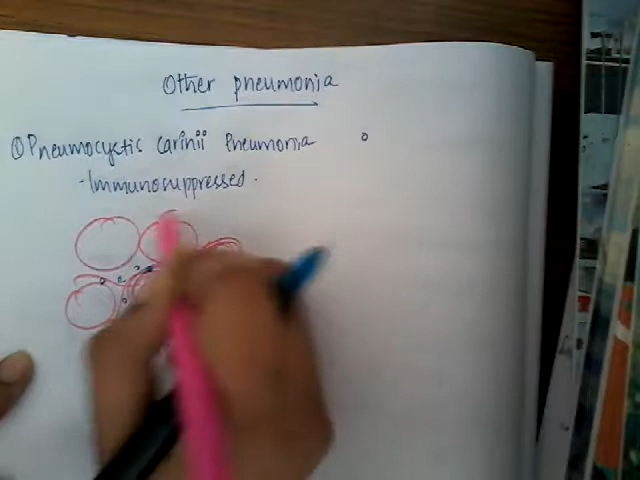 Other pneumonia
① Pneumocystic carinii Pneumonia
- Immunosuppressed.